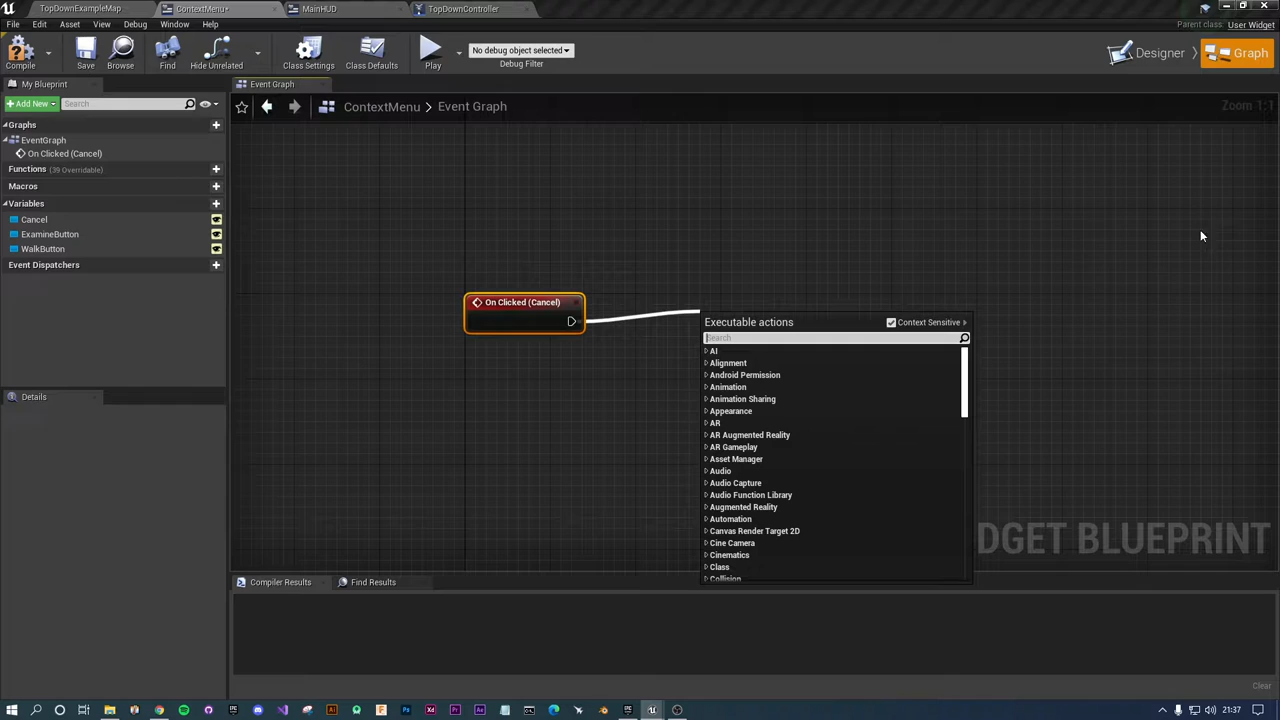 TopDownExampleMap
ContextMenu*
MainHUD
TopDownController
File Edit Asset View Debug Window Help
Parent class: User Widget
Compile
Save
Browse
Find
Hide Unrelated
Class Settings
Class Defaults
Play
No debug object selected
Debug Filter
Designer
Graph
My Blueprint
Event Graph
Add New
Search
ContextMenu > Event Graph
Zoom 1:1
Graphs
EventGraph
On Clicked (Cancel)
Functions (39 Overridable)
Macros
Variables
Cancel
ExamineButton
WalkButton
Event Dispatchers
Details
On Clicked (Cancel)
Executable actions
Context Sensitive
Search
AI
Alignment
Android Permission
Animation
Animation Sharing
Appearance
AR
AR Augmented Reality
AR Gameplay
Asset Manager
Audio
Audio Capture
Audio Function Library
Augmented Reality
Automation
Canvas Render Target 2D
Cine Camera
Cinematics
Class
Collision
DGET BLUEPRINT
Compiler Results
Find Results
Clear
21:37